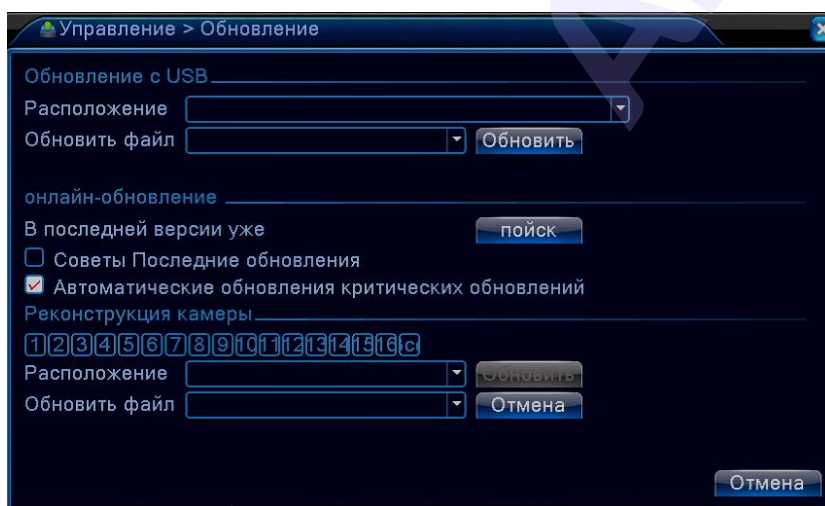 Управление > Обновление
Обновление с USB
Расположение
Обновить файл Обновить
онлайн-обновление
В последней версии уже поиск
Советы Последние обновления
Автоматические обновления критических обновлений
Реконструкция камеры
1 2 3 4 5 6 7 8 9 10 11 12 13 14 15 16
Расположение Обновить
Обновить файл Отмена
Отмена